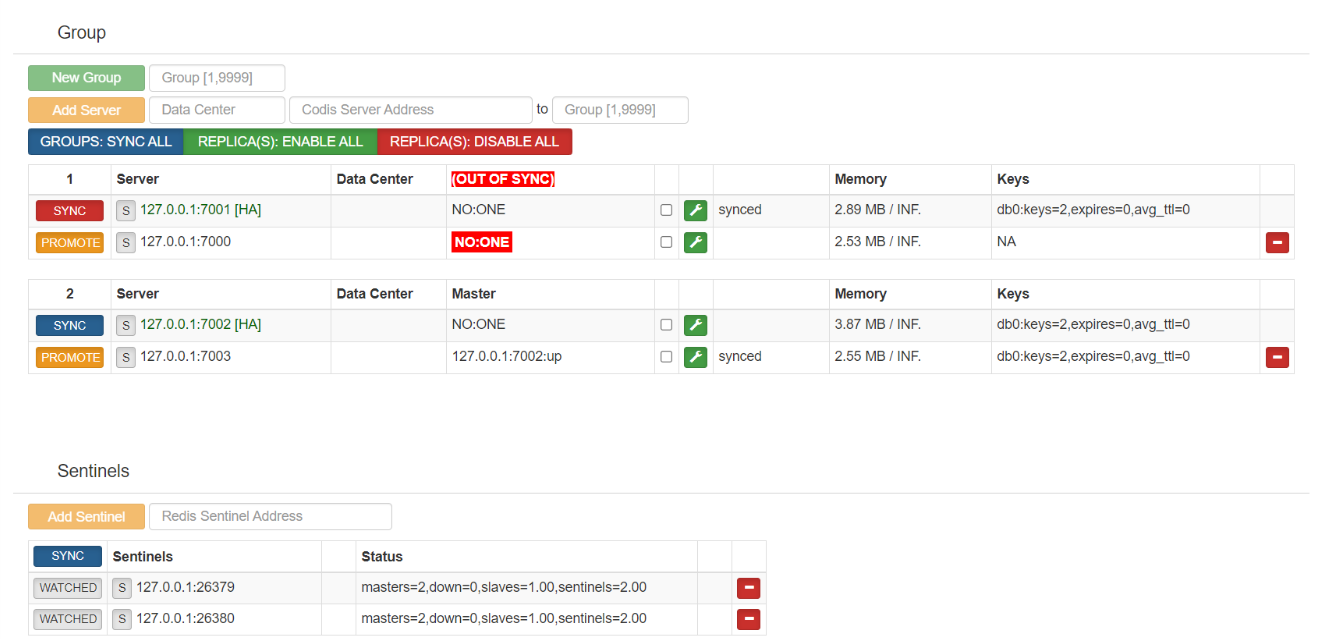 Group
New Group Group [1,9999]
Add Server Data Center Codis Server Address to Group [1,9999]
GROUPS: SYNC ALL REPLICA(S): ENABLE ALL REPLICA(S): DISABLE ALL
1 Server Data Center (OUT OF SYNC) Memory Keys
SYNC S 127.0.0.1:7001 [HA] NO:ONE synced 2.89 MB / INF. db0:keys=2,expires=0,avg_ttl=0
PROMOTE S 127.0.0.1:7000 NO:ONE 2.53 MB / INF. NA
2 Server Data Center Master Memory Keys
SYNC S 127.0.0.1:7002 [HA] NO:ONE 3.87 MB / INF. db0:keys=2,expires=0,avg_ttl=0
PROMOTE S 127.0.0.1:7003 127.0.0.1:7002:up synced 2.55 MB / INF. db0:keys=2,expires=0,avg_ttl=0
Sentinels
Add Sentinel Redis Sentinel Address
SYNC Sentinels Status
WATCHED S 127.0.0.1:26379 masters=2,down=0,slaves=1.00,sentinels=2.00
WATCHED S 127.0.0.1:26380 masters=2,down=0,slaves=1.00,sentinels=2.00